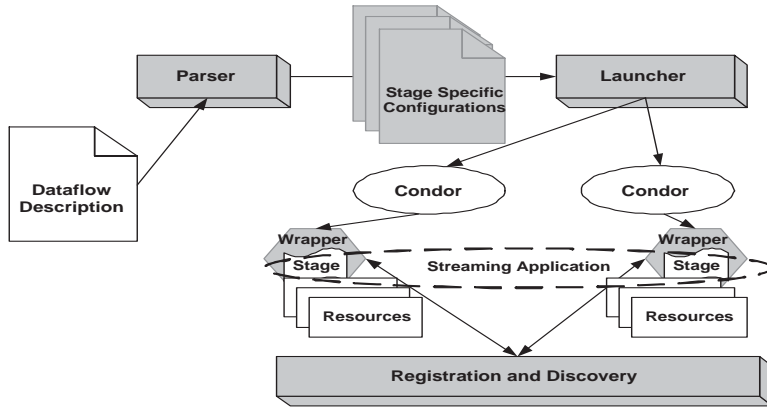 Parser
Stage Specific
Configurations
Launcher
Dataflow
Description
Condor
Condor
Wrapper
Stage
Resources
Streaming Application
Wrapper
Stage
Resources
Registration and Discovery